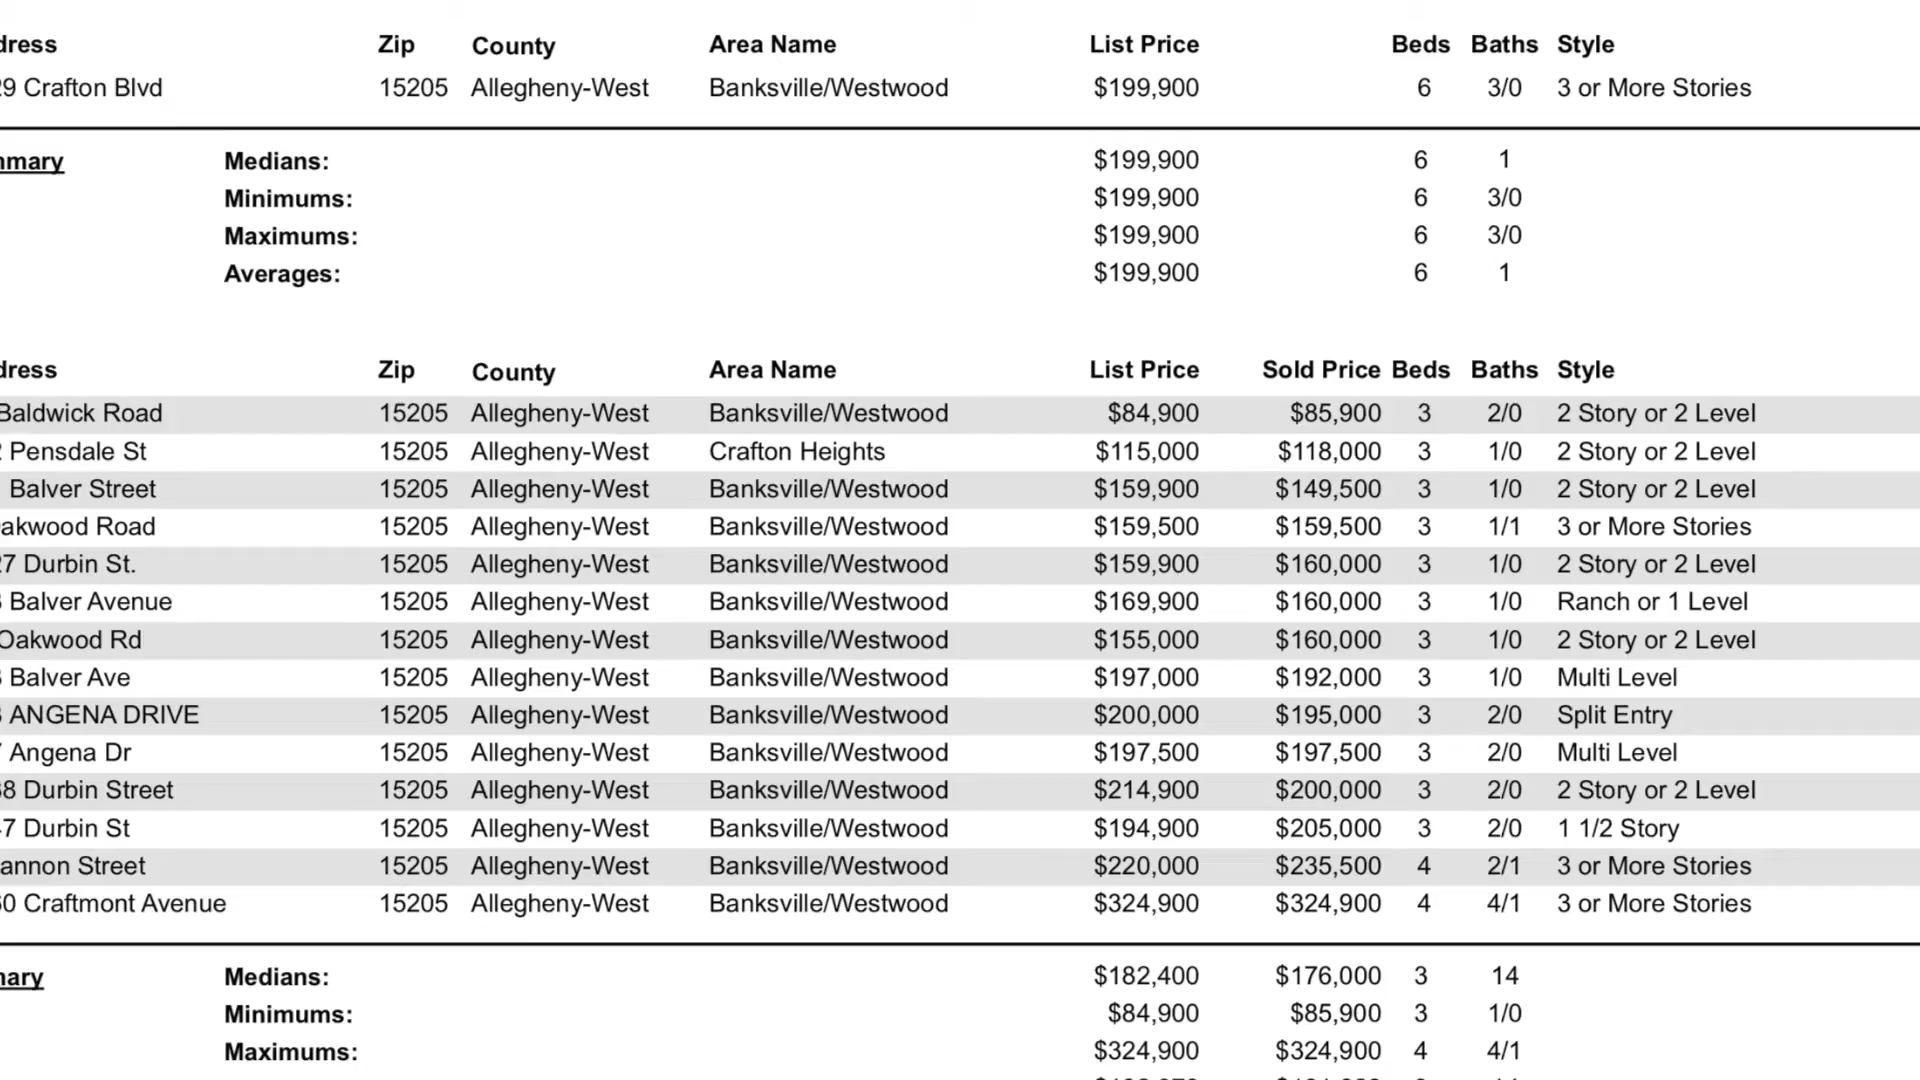 dress Zip County Area Name List Price Beds Baths Style
29 Crafton Blvd 15205 Allegheny-West Banksville/Westwood $199,900 6 3/0 3 or More Stories
mmary Medians: $199,900 6 1
Minimums: $199,900 6 3/0
Maximums: $199,900 6 3/0
Averages: $199,900 6 1
dress Zip County Area Name List Price Sold Price Beds Baths Style
Baldwick Road 15205 Allegheny-West Banksville/Westwood $84,900 $85,900 3 2/0 2 Story or 2 Level
2 Pensdale St 15205 Allegheny-West Crafton Heights $115,000 $118,000 3 1/0 2 Story or 2 Level
Balver Street 15205 Allegheny-West Banksville/Westwood $159,900 $149,500 3 1/0 2 Story or 2 Level
akwood Road 15205 Allegheny-West Banksville/Westwood $159,500 $159,500 3 1/1 3 or More Stories
27 Durbin St. 15205 Allegheny-West Banksville/Westwood $159,900 $160,000 3 1/0 2 Story or 2 Level
Balver Avenue 15205 Allegheny-West Banksville/Westwood $169,900 $160,000 3 1/0 Ranch or 1 Level
Oakwood Rd 15205 Allegheny-West Banksville/Westwood $155,000 $160,000 3 1/0 2 Story or 2 Level
Balver Ave 15205 Allegheny-West Banksville/Westwood $197,000 $192,000 3 1/0 Multi Level
ANGENA DRIVE 15205 Allegheny-West Banksville/Westwood $200,000 $195,000 3 2/0 Split Entry
Angena Dr 15205 Allegheny-West Banksville/Westwood $197,500 $197,500 3 2/0 Multi Level
38 Durbin Street 15205 Allegheny-West Banksville/Westwood $214,900 $200,000 3 2/0 2 Story or 2 Level
47 Durbin St 15205 Allegheny-West Banksville/Westwood $194,900 $205,000 3 2/0 1 1/2 Story
annon Street 15205 Allegheny-West Banksville/Westwood $220,000 $235,500 4 2/1 3 or More Stories
60 Craftmont Avenue 15205 Allegheny-West Banksville/Westwood $324,900 $324,900 4 4/1 3 or More Stories
mary Medians: $182,400 $176,000 3 14
Minimums: $84,900 $85,900 3 1/0
Maximums: $324,900 $324,900 4 4/1